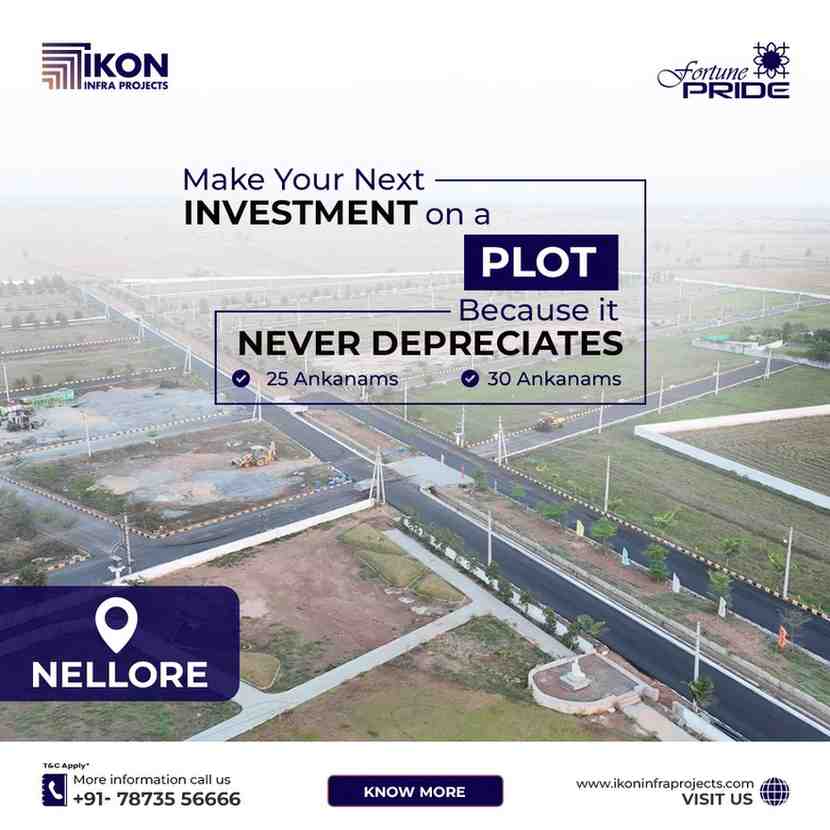 IKON
INFRA PROJECTS
Fortune
PRIDE
Make Your Next
INVESTMENT on a
PLOT
Because it
NEVER DEPRECIATES
25 Ankanams 30 Ankanams
NELLORE
T&C Apply*
More information call us
+91- 78735 56666
KNOW MORE
www.ikoninfraprojects.com
VISIT US